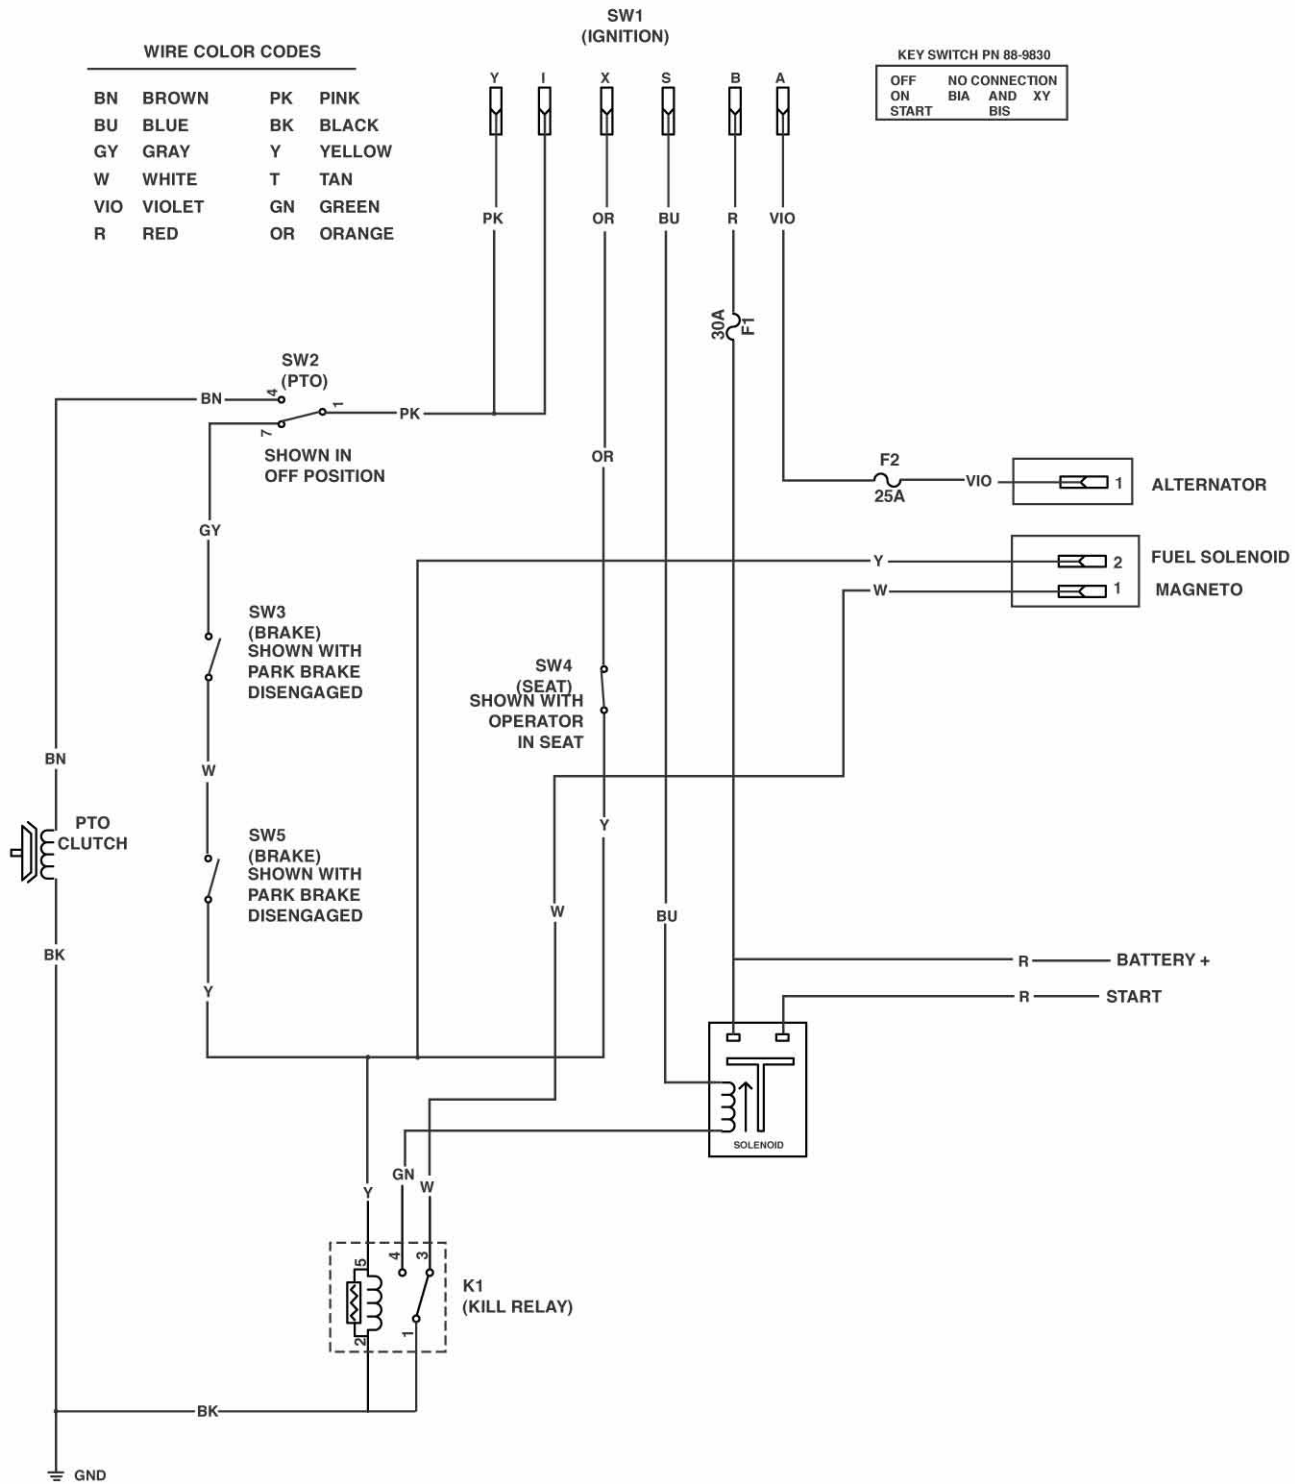 SW1
(IGNITION)
WIRE COLOR CODES
BN BROWN PK PINK
BU BLUE BK BLACK
GY GRAY Y YELLOW
W WHITE T TAN
VIO VIOLET GN GREEN
R RED OR ORANGE
KEY SWITCH PN 88-9830
OFF NO CONNECTION
ON BIA AND XY
START BIS
Y I X S B A
PK OR BU R VIO
30A
F1
SW2
(PTO)
4
1
7
BN
PK
SHOWN IN
OFF POSITION
OR
F2
25A
VIO
1
ALTERNATOR
GY
Y
2
FUEL SOLENOID
W
1
MAGNETO
SW3
(BRAKE)
SHOWN WITH
PARK BRAKE
DISENGAGED
SW4
(SEAT)
SHOWN WITH
OPERATOR
IN SEAT
BN
W
PTO
CLUTCH
Y
SW5
(BRAKE)
SHOWN WITH
PARK BRAKE
DISENGAGED
W
BU
BK
R
BATTERY +
Y
R
START
SOLENOID
GN
W
Y
5
4
3
2
1
K1
(KILL RELAY)
BK
GND